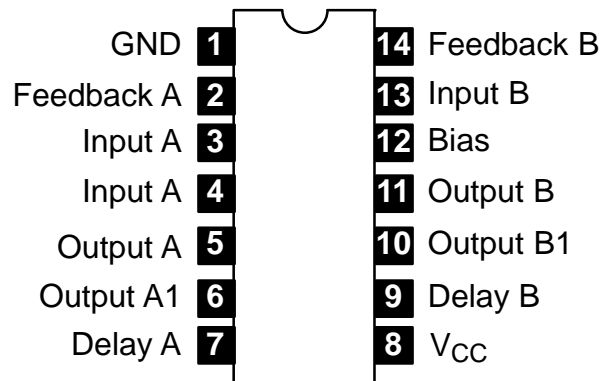 GND 1 14 Feedback B
Feedback A 2 13 Input B
Input A 3 12 Bias
Input A 4 11 Output B
Output A 5 10 Output B1
Output A1 6 9 Delay B
Delay A 7 8 VCC